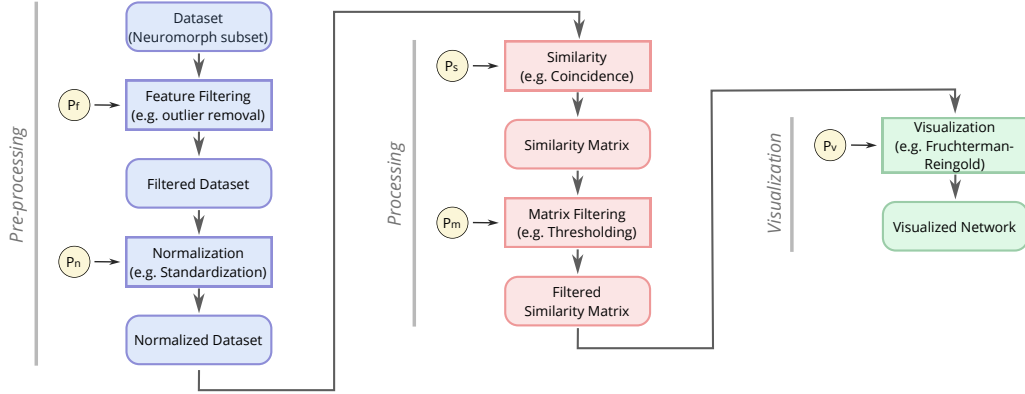 Pre-processing
Dataset
(Neuromorph subset)
Pf
Feature Filtering
(e.g. outlier removal)
Filtered Dataset
Pn
Normalization
(e.g. Standardization)
Normalized Dataset
Processing
Ps
Similarity
(e.g. Coincidence)
Similarity Matrix
Pm
Matrix Filtering
(e.g. Thresholding)
Filtered
Similarity Matrix
Visualization
Pv
Visualization
(e.g. Fruchterman-
Reingold)
Visualized Network